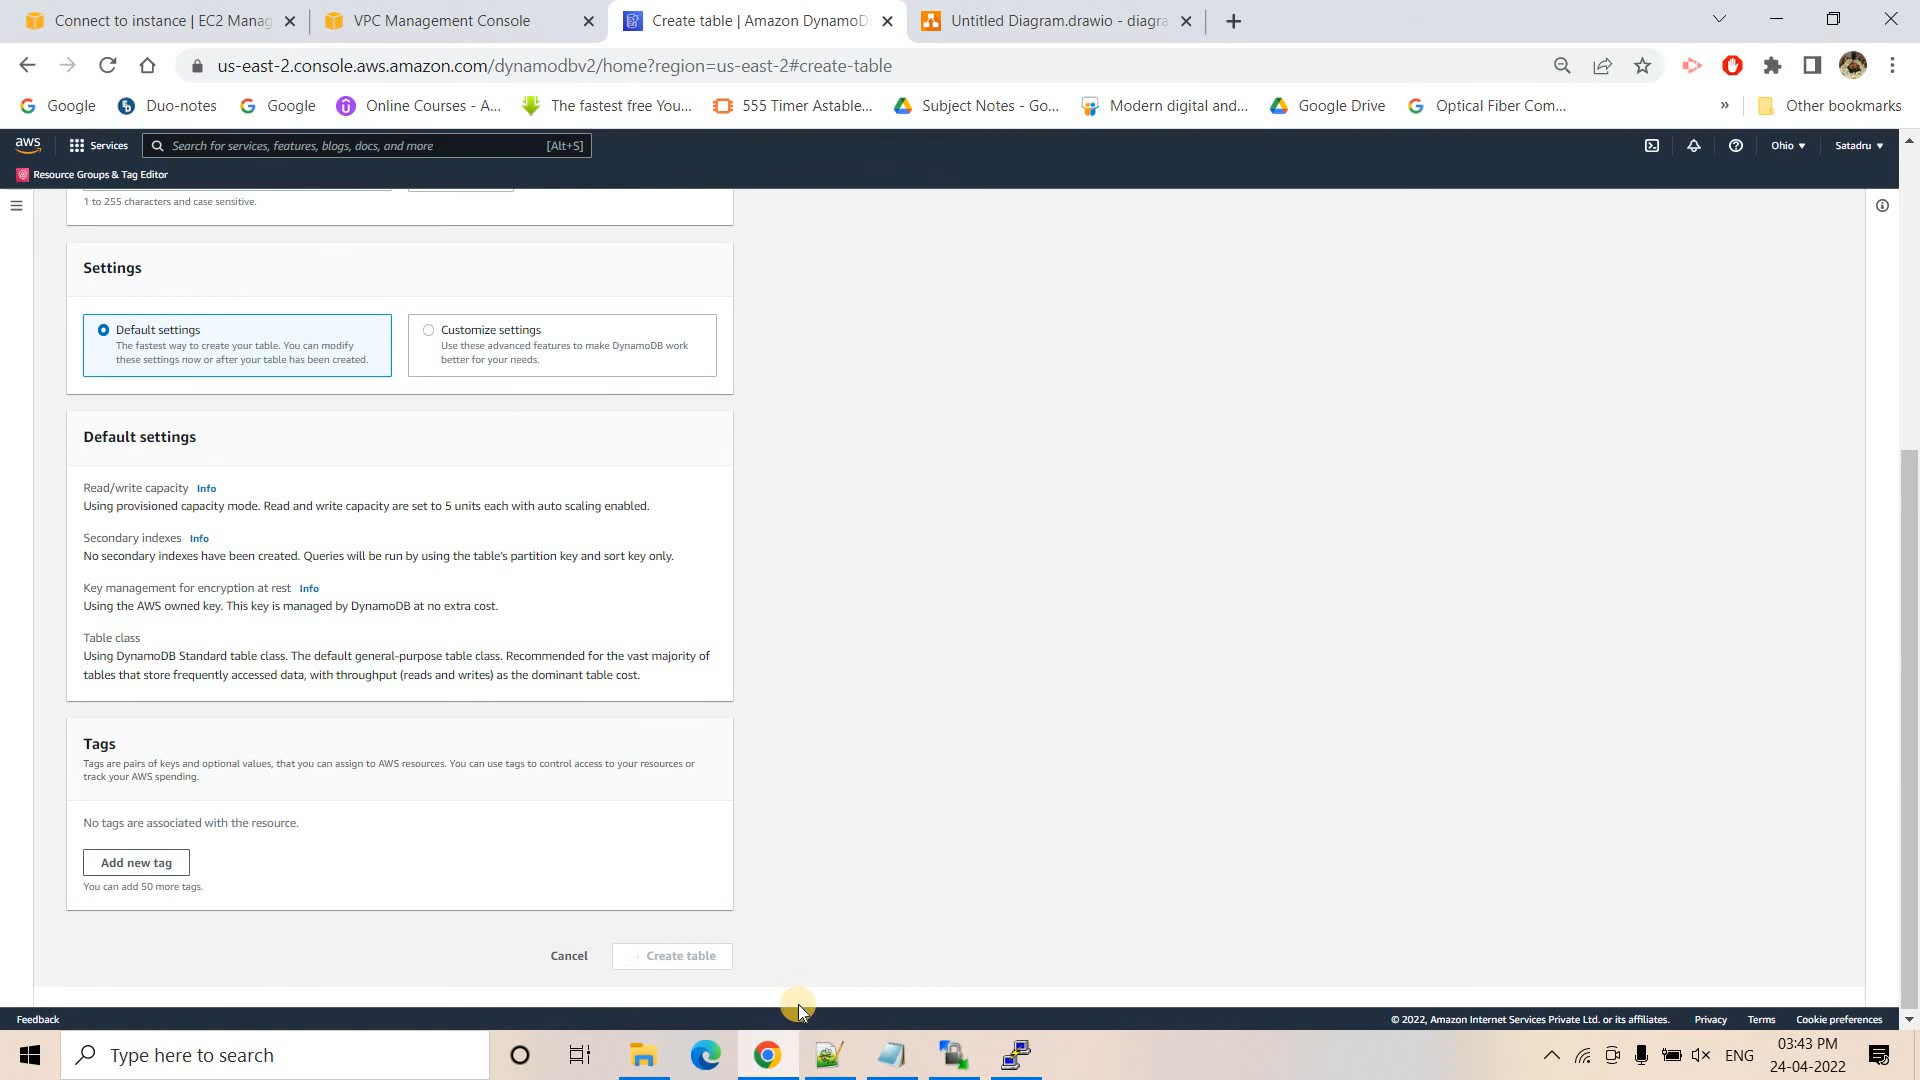 Connect to instance | EC2 Manag
VPC Management Console
Create table | Amazon DynamoD
Untitled Diagram.drawio - diagra
us-east-2.console.aws.amazon.com/dynamodbv2/home?region=us-east-2#create-table
Google
Duo-notes
Google
Online Courses - A...
The fastest free You...
555 Timer Astable...
Subject Notes - Go...
Modern digital and...
Google Drive
Optical Fiber Com...
»
Other bookmarks
aws
Services
Search for services, features, blogs, docs, and more
[Alt+S]
Ohio
Satadru
Resource Groups & Tag Editor
1 to 255 characters and case sensitive.
Settings
Default settings
The fastest way to create your table. You can modify
these settings now or after your table has been created.
Customize settings
Use these advanced features to make DynamoDB work
better for your needs.
Default settings
Read/write capacity Info
Using provisioned capacity mode. Read and write capacity are set to 5 units each with auto scaling enabled.
Secondary indexes Info
No secondary indexes have been created. Queries will be run by using the table's partition key and sort key only.
Key management for encryption at rest Info
Using the AWS owned key. This key is managed by DynamoDB at no extra cost.
Table class
Using DynamoDB Standard table class. The default general-purpose table class. Recommended for the vast majority of
tables that store frequently accessed data, with throughput (reads and writes) as the dominant table cost.
Tags
Tags are pairs of keys and optional values, that you can assign to AWS resources. You can use tags to control access to your resources or
track your AWS spending.
No tags are associated with the resource.
Add new tag
You can add 50 more tags.
Cancel
Create table
Feedback
© 2022, Amazon Internet Services Private Ltd. or its affiliates.
Privacy
Terms
Cookie preferences
Type here to search
ENG
03:43 PM
24-04-2022